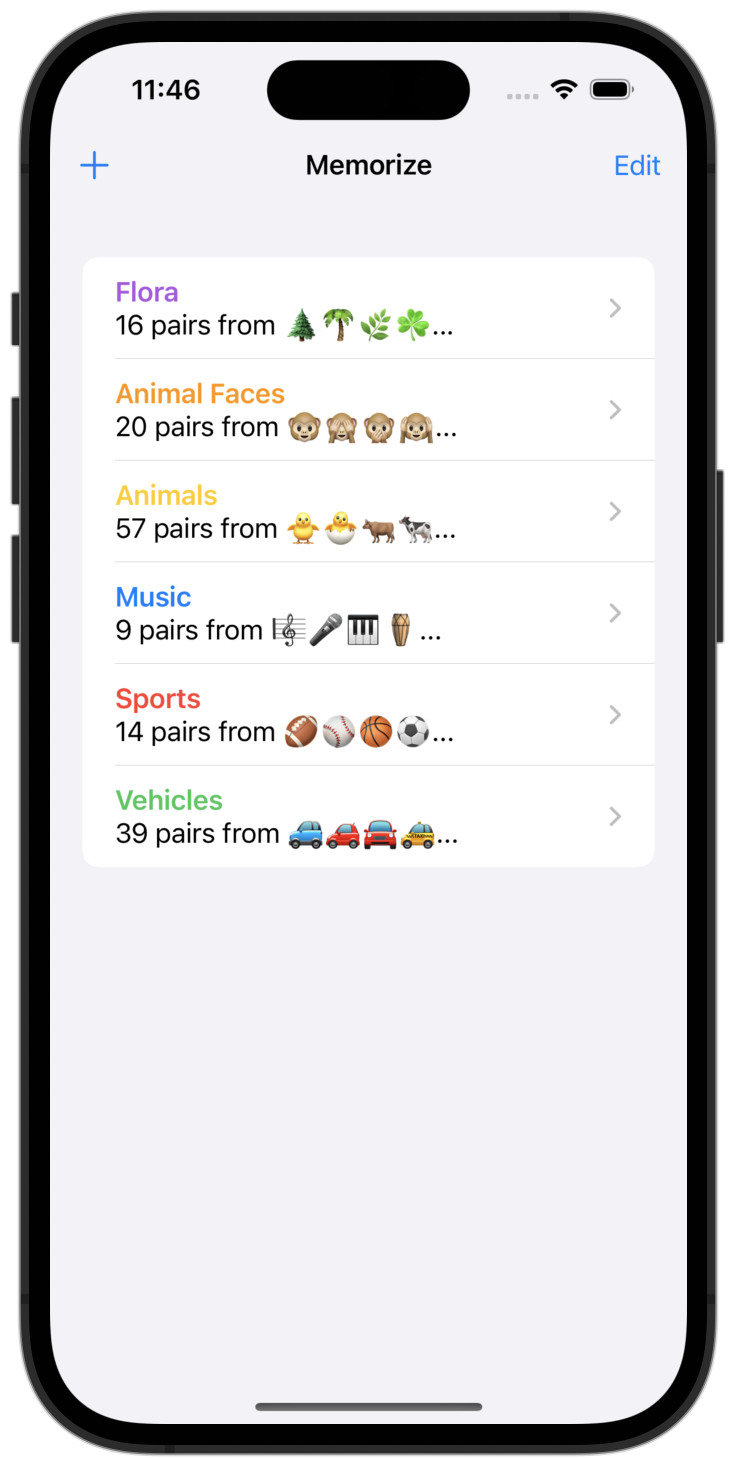 11:46
Memorize
Edit
Flora
16 pairs from 🌲🌴🌿☘️...
Animal Faces
20 pairs from 🐵🙈🙊🙉...
Animals
57 pairs from 🐥🐣🐂🐄...
Music
9 pairs from 🎼🎤🎹🪘...
Sports
14 pairs from 🏈⚾️🏀⚽️...
Vehicles
39 pairs from 🚙🚗🚘🚕...